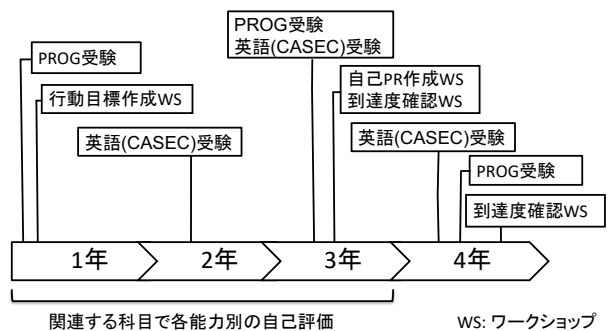 PROG受験
英語(CASEC)受験
PROG受験
行動目標作成WS
自己PR作成WS
到達度確認WS
英語(CASEC)受験
英語(CASEC)受験
PROG受験
到達度確認WS
1年
2年
3年
4年
関連する科目で各能力別の自己評価
WS: ワークショップ